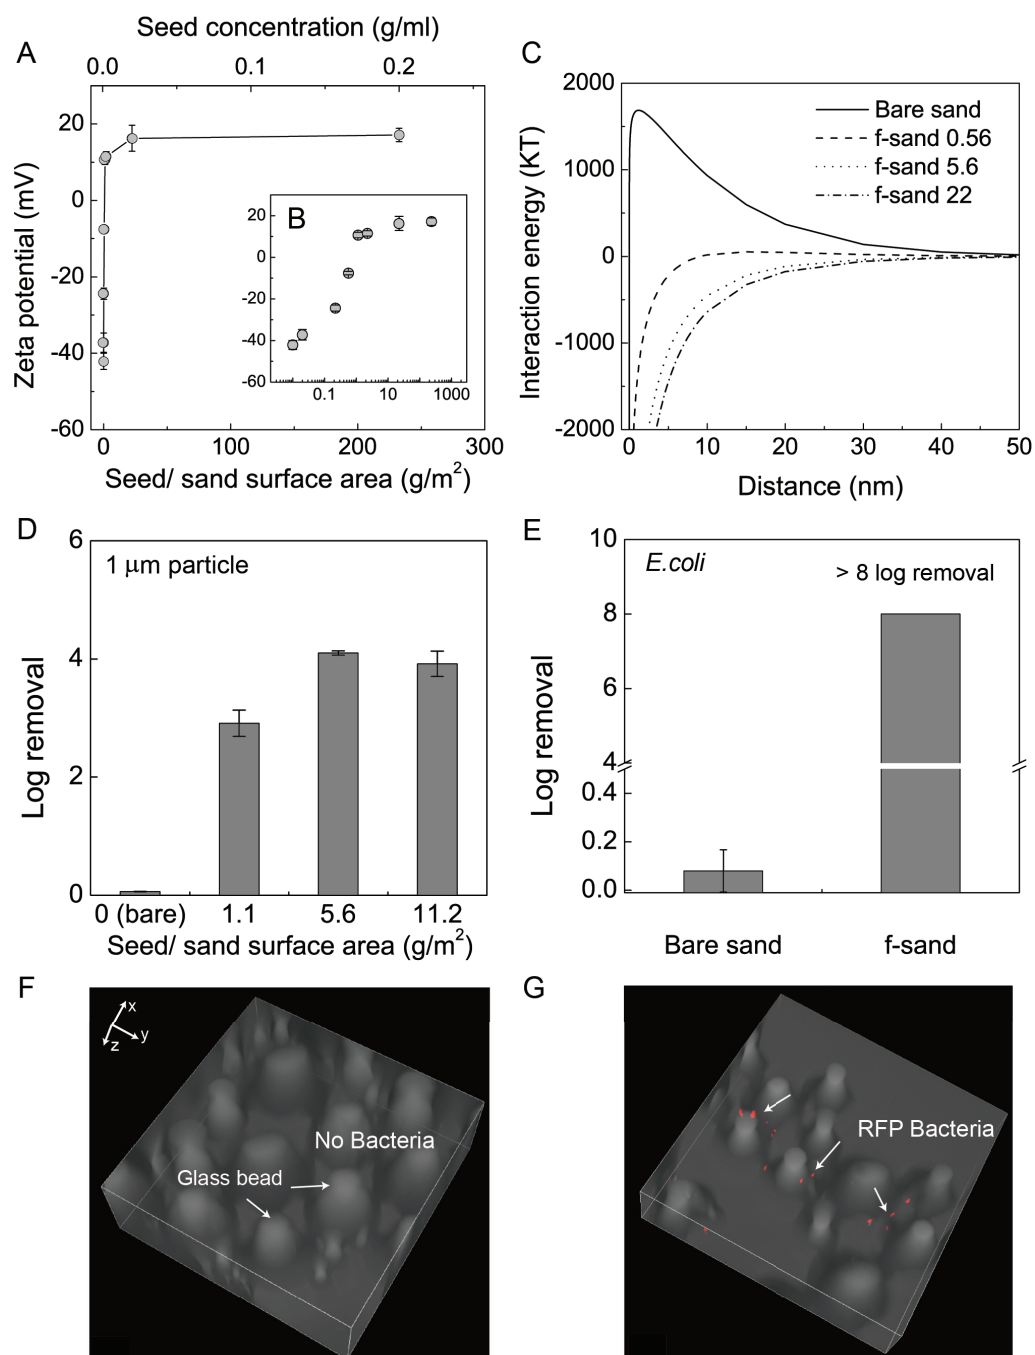 A
Seed concentration (g/ml)
0.0 0.1 0.2
Zeta potential (mV)
20
0
-20
-40
-60
0 100 200 300
Seed/ sand surface area (g/m²)
B
20
0
-20
-40
-60
0.1 10 1000
C
Interaction energy (KT)
2000
1000
0
-1000
-2000
Bare sand
f-sand 0.56
f-sand 5.6
f-sand 22
0 10 20 30 40 50
Distance (nm)
D
1 μm particle
Log removal
6
4
2
0
0 (bare) 1.1 5.6 11.2
Seed/ sand surface area (g/m²)
E
E.coli
> 8 log removal
Log removal
10
8
6
4
0.4
0.2
0.0
Bare sand f-sand
F
x
y
z
No Bacteria
Glass bead
G
RFP Bacteria